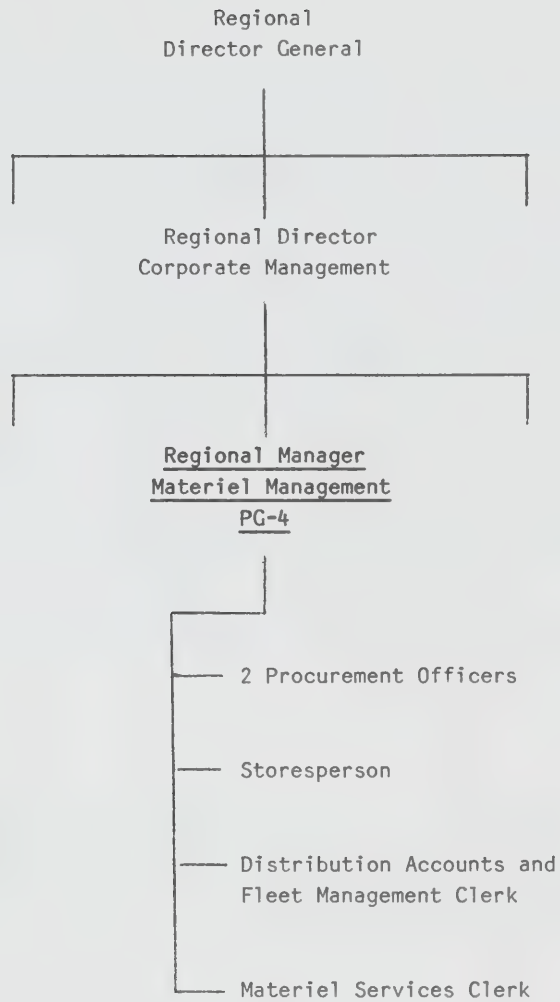 Regional
Director General
Regional Director
Corporate Management
Regional Manager
Materiel Management
PG-4
2 Procurement Officers
Storesperson
Distribution Accounts and
Fleet Management Clerk
Materiel Services Clerk